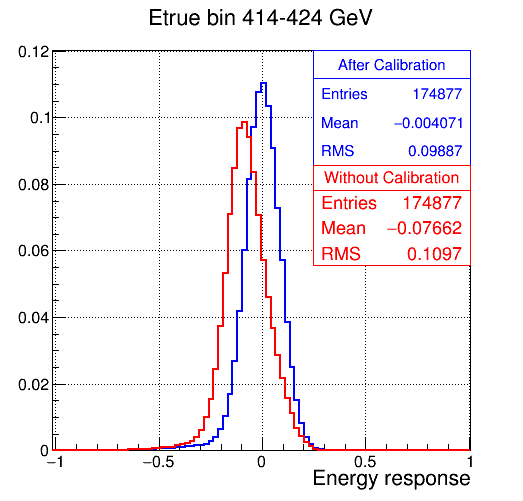 Etrue bin 414-424 GeV
After Calibration
Entries 174877
Mean −0.004071
RMS 0.09887
Without Calibration
Entries 174877
Mean −0.07662
RMS 0.1097
0.12
0.1
0.08
0.06
0.04
0.02
0
−1 −0.5 0 0.5 1
Energy response